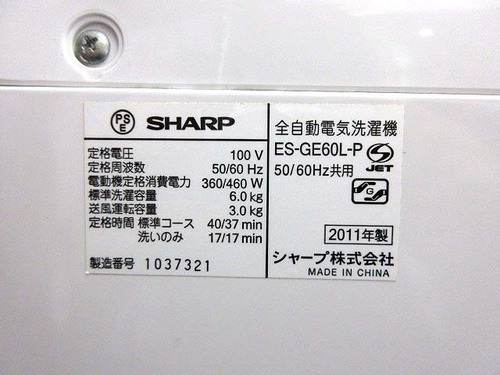 PS
E
SHARP
定格電圧 100 V
定格周波数 50/60 Hz
電動機定格消費電力 360/460 W
標準洗濯容量 6.0 kg
送風運転容量 3.0 kg
定格時間 標準コース 40/37 min
洗いのみ 17/17 min
製造番号 1037321
全自動電気洗濯機
ES-GE60L-P
S
JET
50/60Hz共用
G
2011年製
シャープ株式会社
MADE IN CHINA